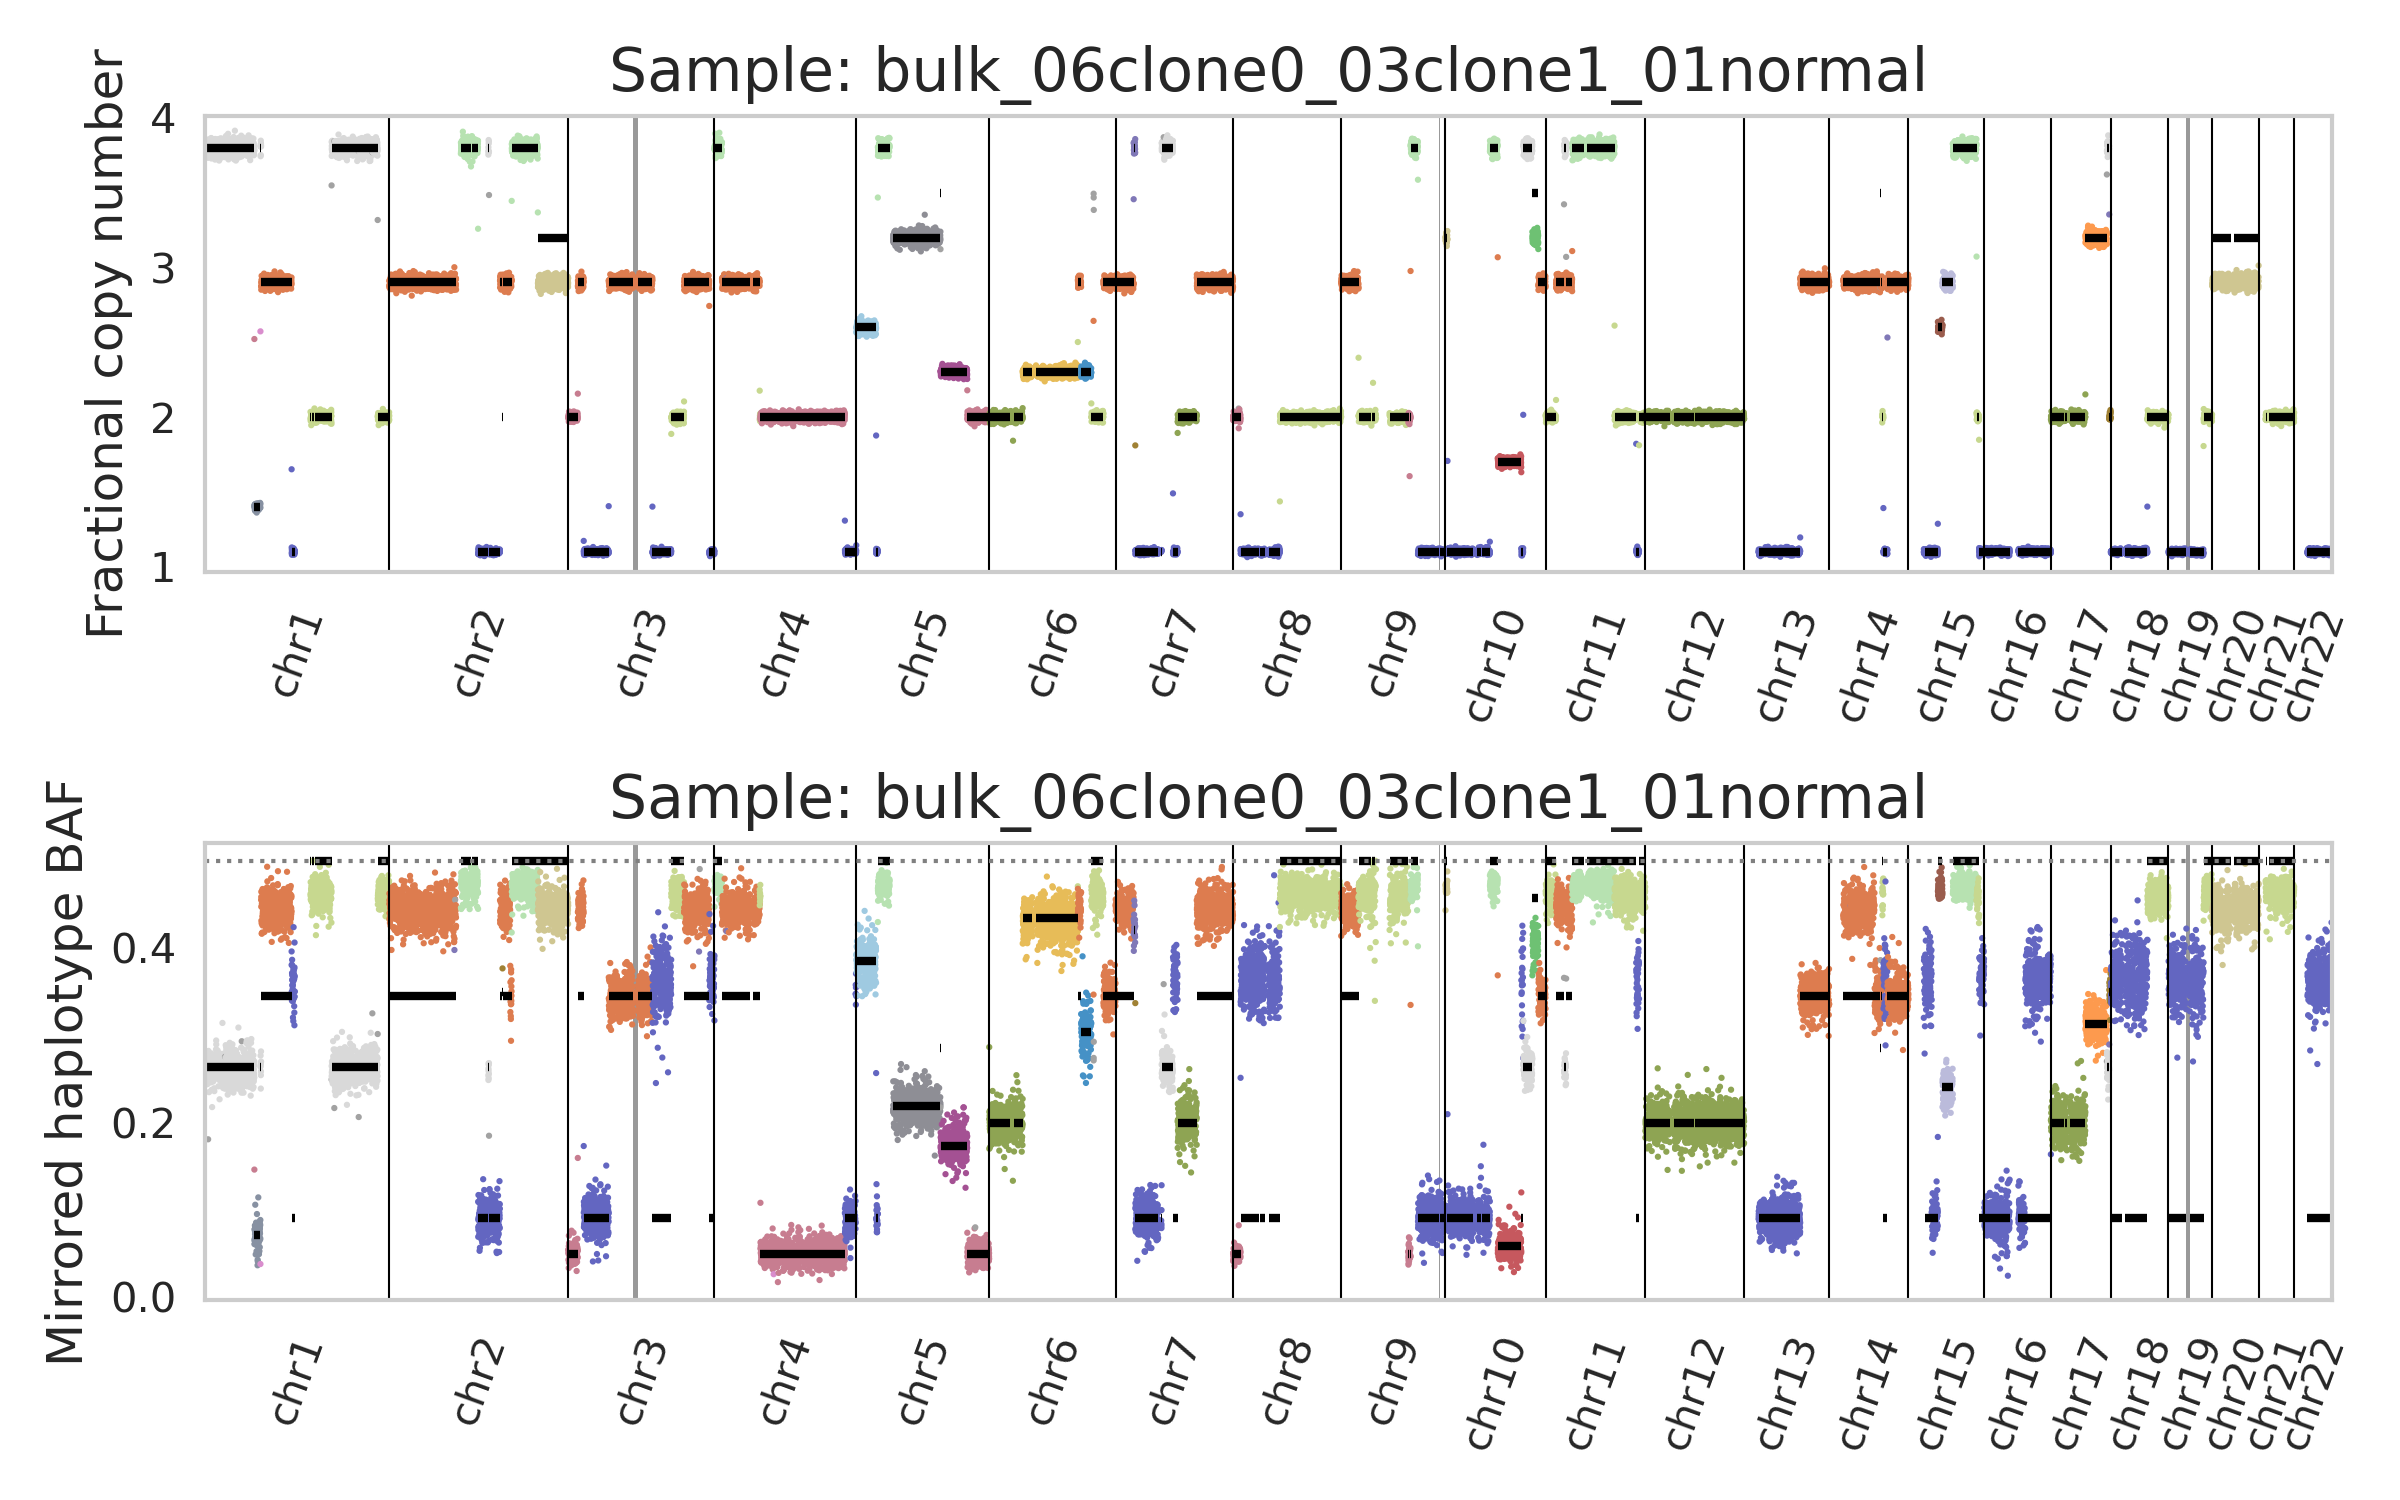 Sample: bulk_06clone0_03clone1_01normal
Fractional copy number
4
3
2
1
chr1
chr2
chr3
chr4
chr5
chr6
chr7
chr8
chr9
chr10
chr11
chr12
chr13
chr14
chr15
chr16
chr17
chr18
chr19
chr20
chr21
chr22
Sample: bulk_06clone0_03clone1_01normal
Mirrored haplotype BAF
0.4
0.2
0.0
chr1
chr2
chr3
chr4
chr5
chr6
chr7
chr8
chr9
chr10
chr11
chr12
chr13
chr14
chr15
chr16
chr17
chr18
chr19
chr20
chr21
chr22